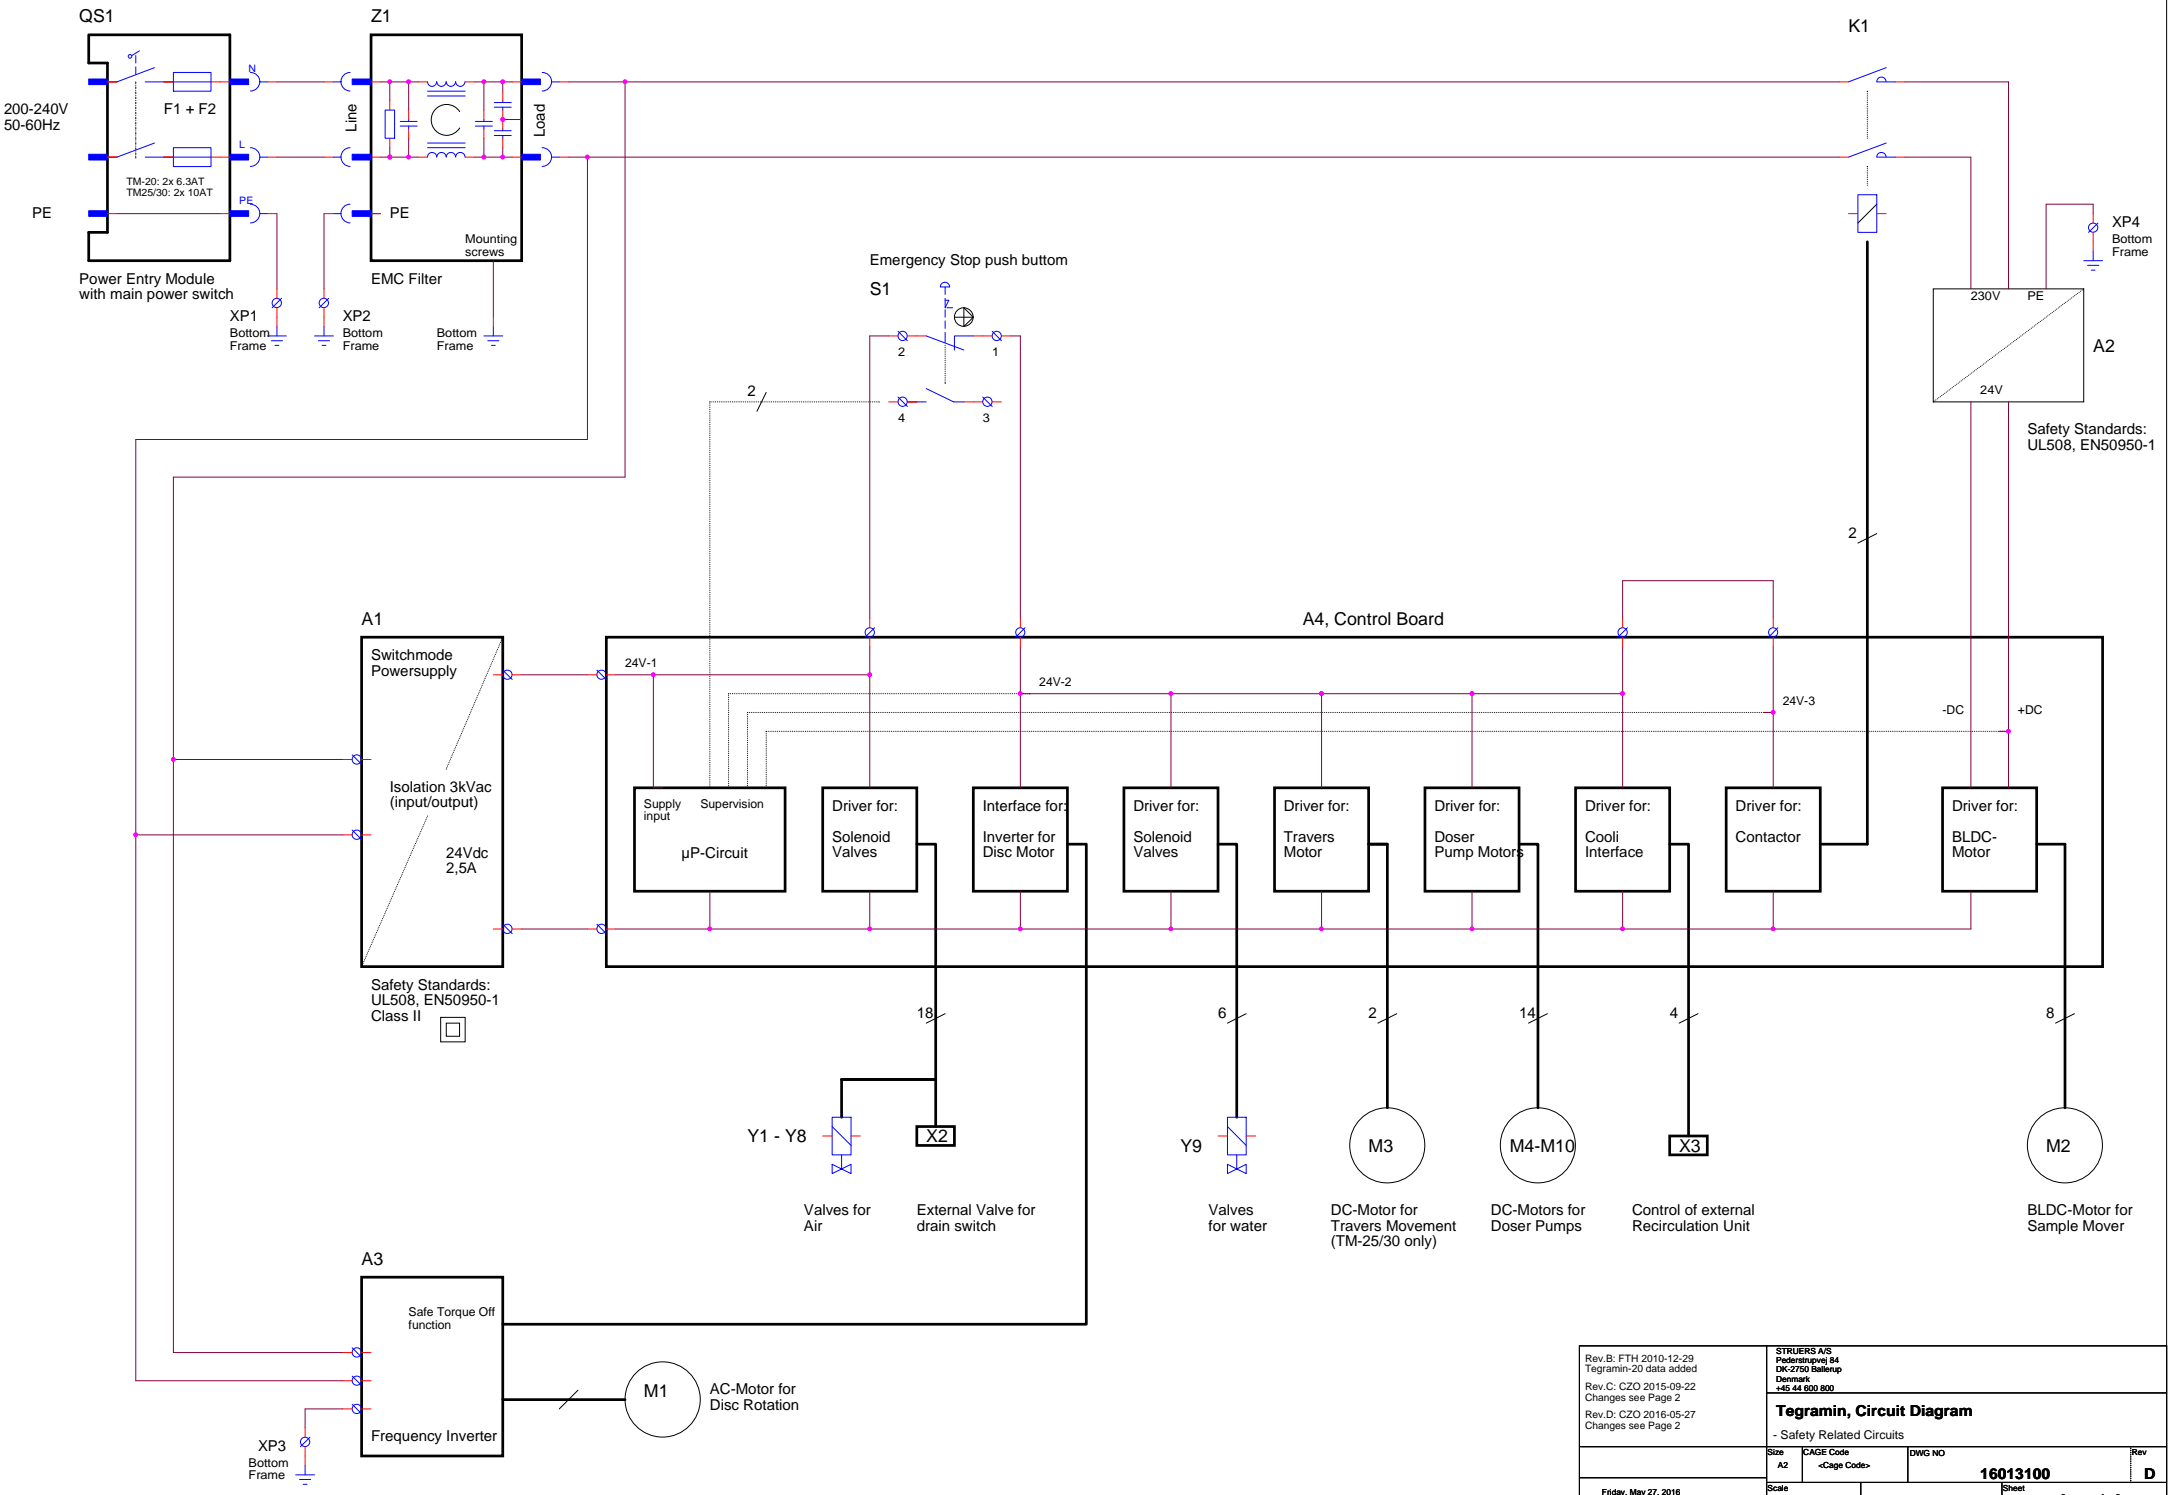 QS1
Z1
K1
200-240V
50-60Hz
N
F1 + F2
Line
Load
L
TM-20: 2x 6.3AT
TM25/30: 2x 10AT
PE
PE
PE
Mounting
screws
Power Entry Module
with main power switch
EMC Filter
XP1
Bottom
Frame
XP2
Bottom
Frame
Bottom
Frame
Emergency Stop push buttom
S1
2
1
4
3
2
XP4
Bottom
Frame
230V
PE
A2
24V
Safety Standards:
UL508, EN50950-1
2
A1
Switchmode
Powersupply
Isolation 3kVac
(input/output)
24Vdc
2,5A
Safety Standards:
UL508, EN50950-1
Class II
A4, Control Board
24V-1
24V-2
24V-3
-DC
+DC
Supply
input
Supervision
µP-Circuit
Driver for:
Solenoid
Valves
Interface for:
Inverter for
Disc Motor
Driver for:
Solenoid
Valves
Driver for:
Travers
Motor
Driver for:
Doser
Pump Motors
Driver for:
Cooli
Interface
Driver for:
Contactor
Driver for:
BLDC-
Motor
18
6
2
14
4
8
Y1 - Y8
X2
Y9
M3
M4-M10
X3
M2
Valves for
Air
External Valve for
drain switch
Valves
for water
DC-Motor for
Travers Movement
(TM-25/30 only)
DC-Motors for
Doser Pumps
Control of external
Recirculation Unit
BLDC-Motor for
Sample Mover
A3
Safe Torque Off
function
Frequency Inverter
M1
AC-Motor for
Disc Rotation
XP3
Bottom
Frame
Rev.B: FTH 2010-12-29
Tegramin-20 data added
Rev.C: CZO 2015-09-22
Changes see Page 2
Rev.D: CZO 2016-05-27
Changes see Page 2
STRUERS A/S
Pederstrupvej 84
DK-2750 Ballerup
Denmark
+45 44 600 800
Tegramin, Circuit Diagram
- Safety Related Circuits
Size
A2
CAGE Code
<Cage Code>
DWG NO
16013100
Rev
D
Friday, May 27, 2016
Scale
Sheet